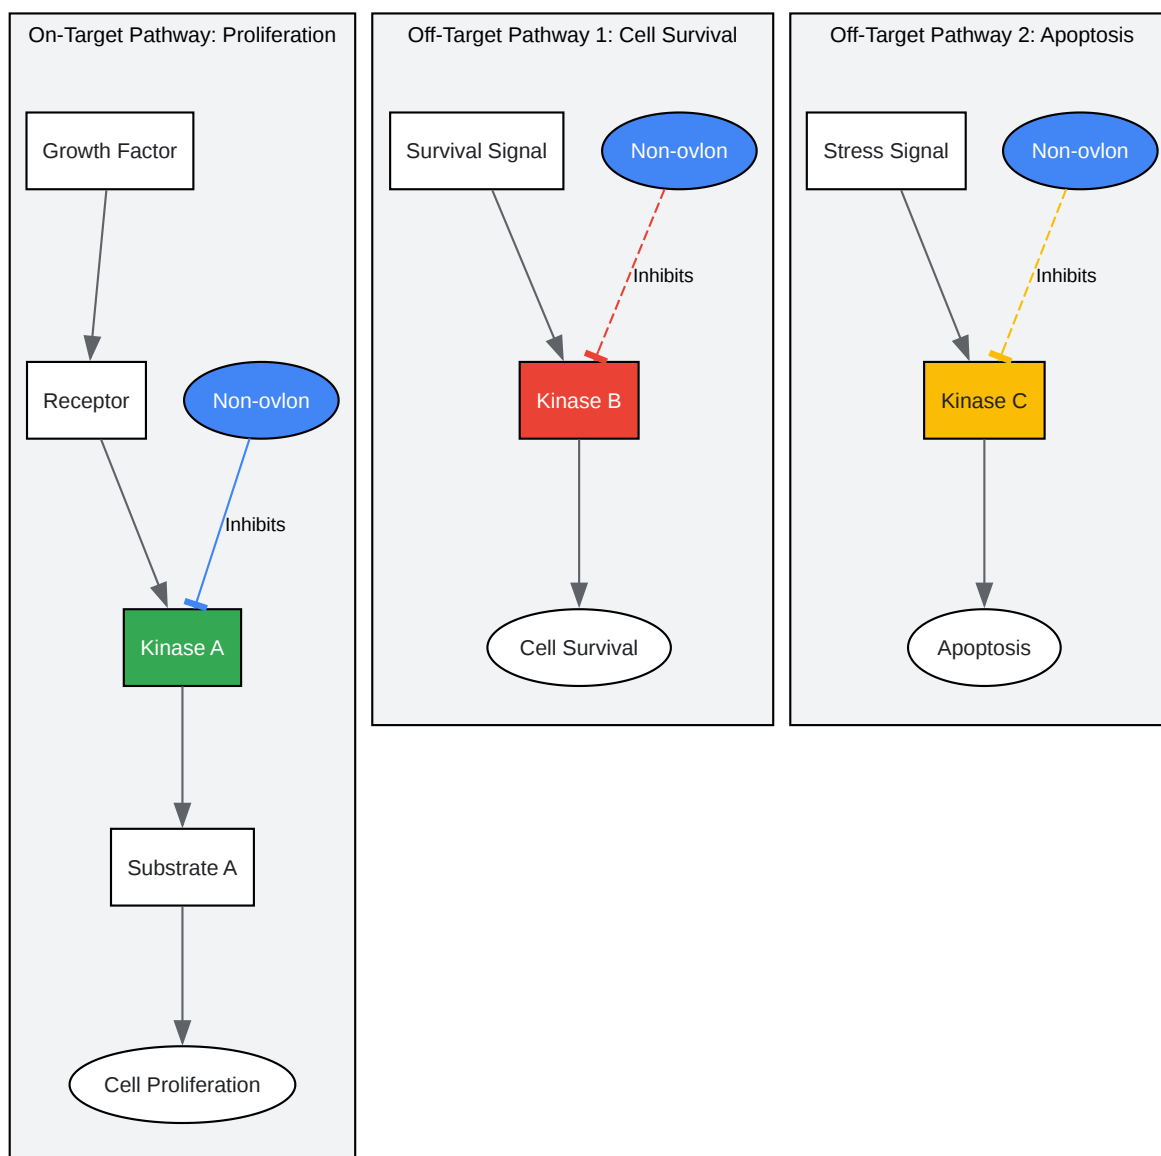 On-Target Pathway: Proliferation
Growth Factor
Receptor
Non-ovlon
Inhibits
Kinase A
Substrate A
Cell Proliferation
Off-Target Pathway 1: Cell Survival
Survival Signal
Non-ovlon
Inhibits
Kinase B
Cell Survival
Off-Target Pathway 2: Apoptosis
Stress Signal
Non-ovlon
Inhibits
Kinase C
Apoptosis